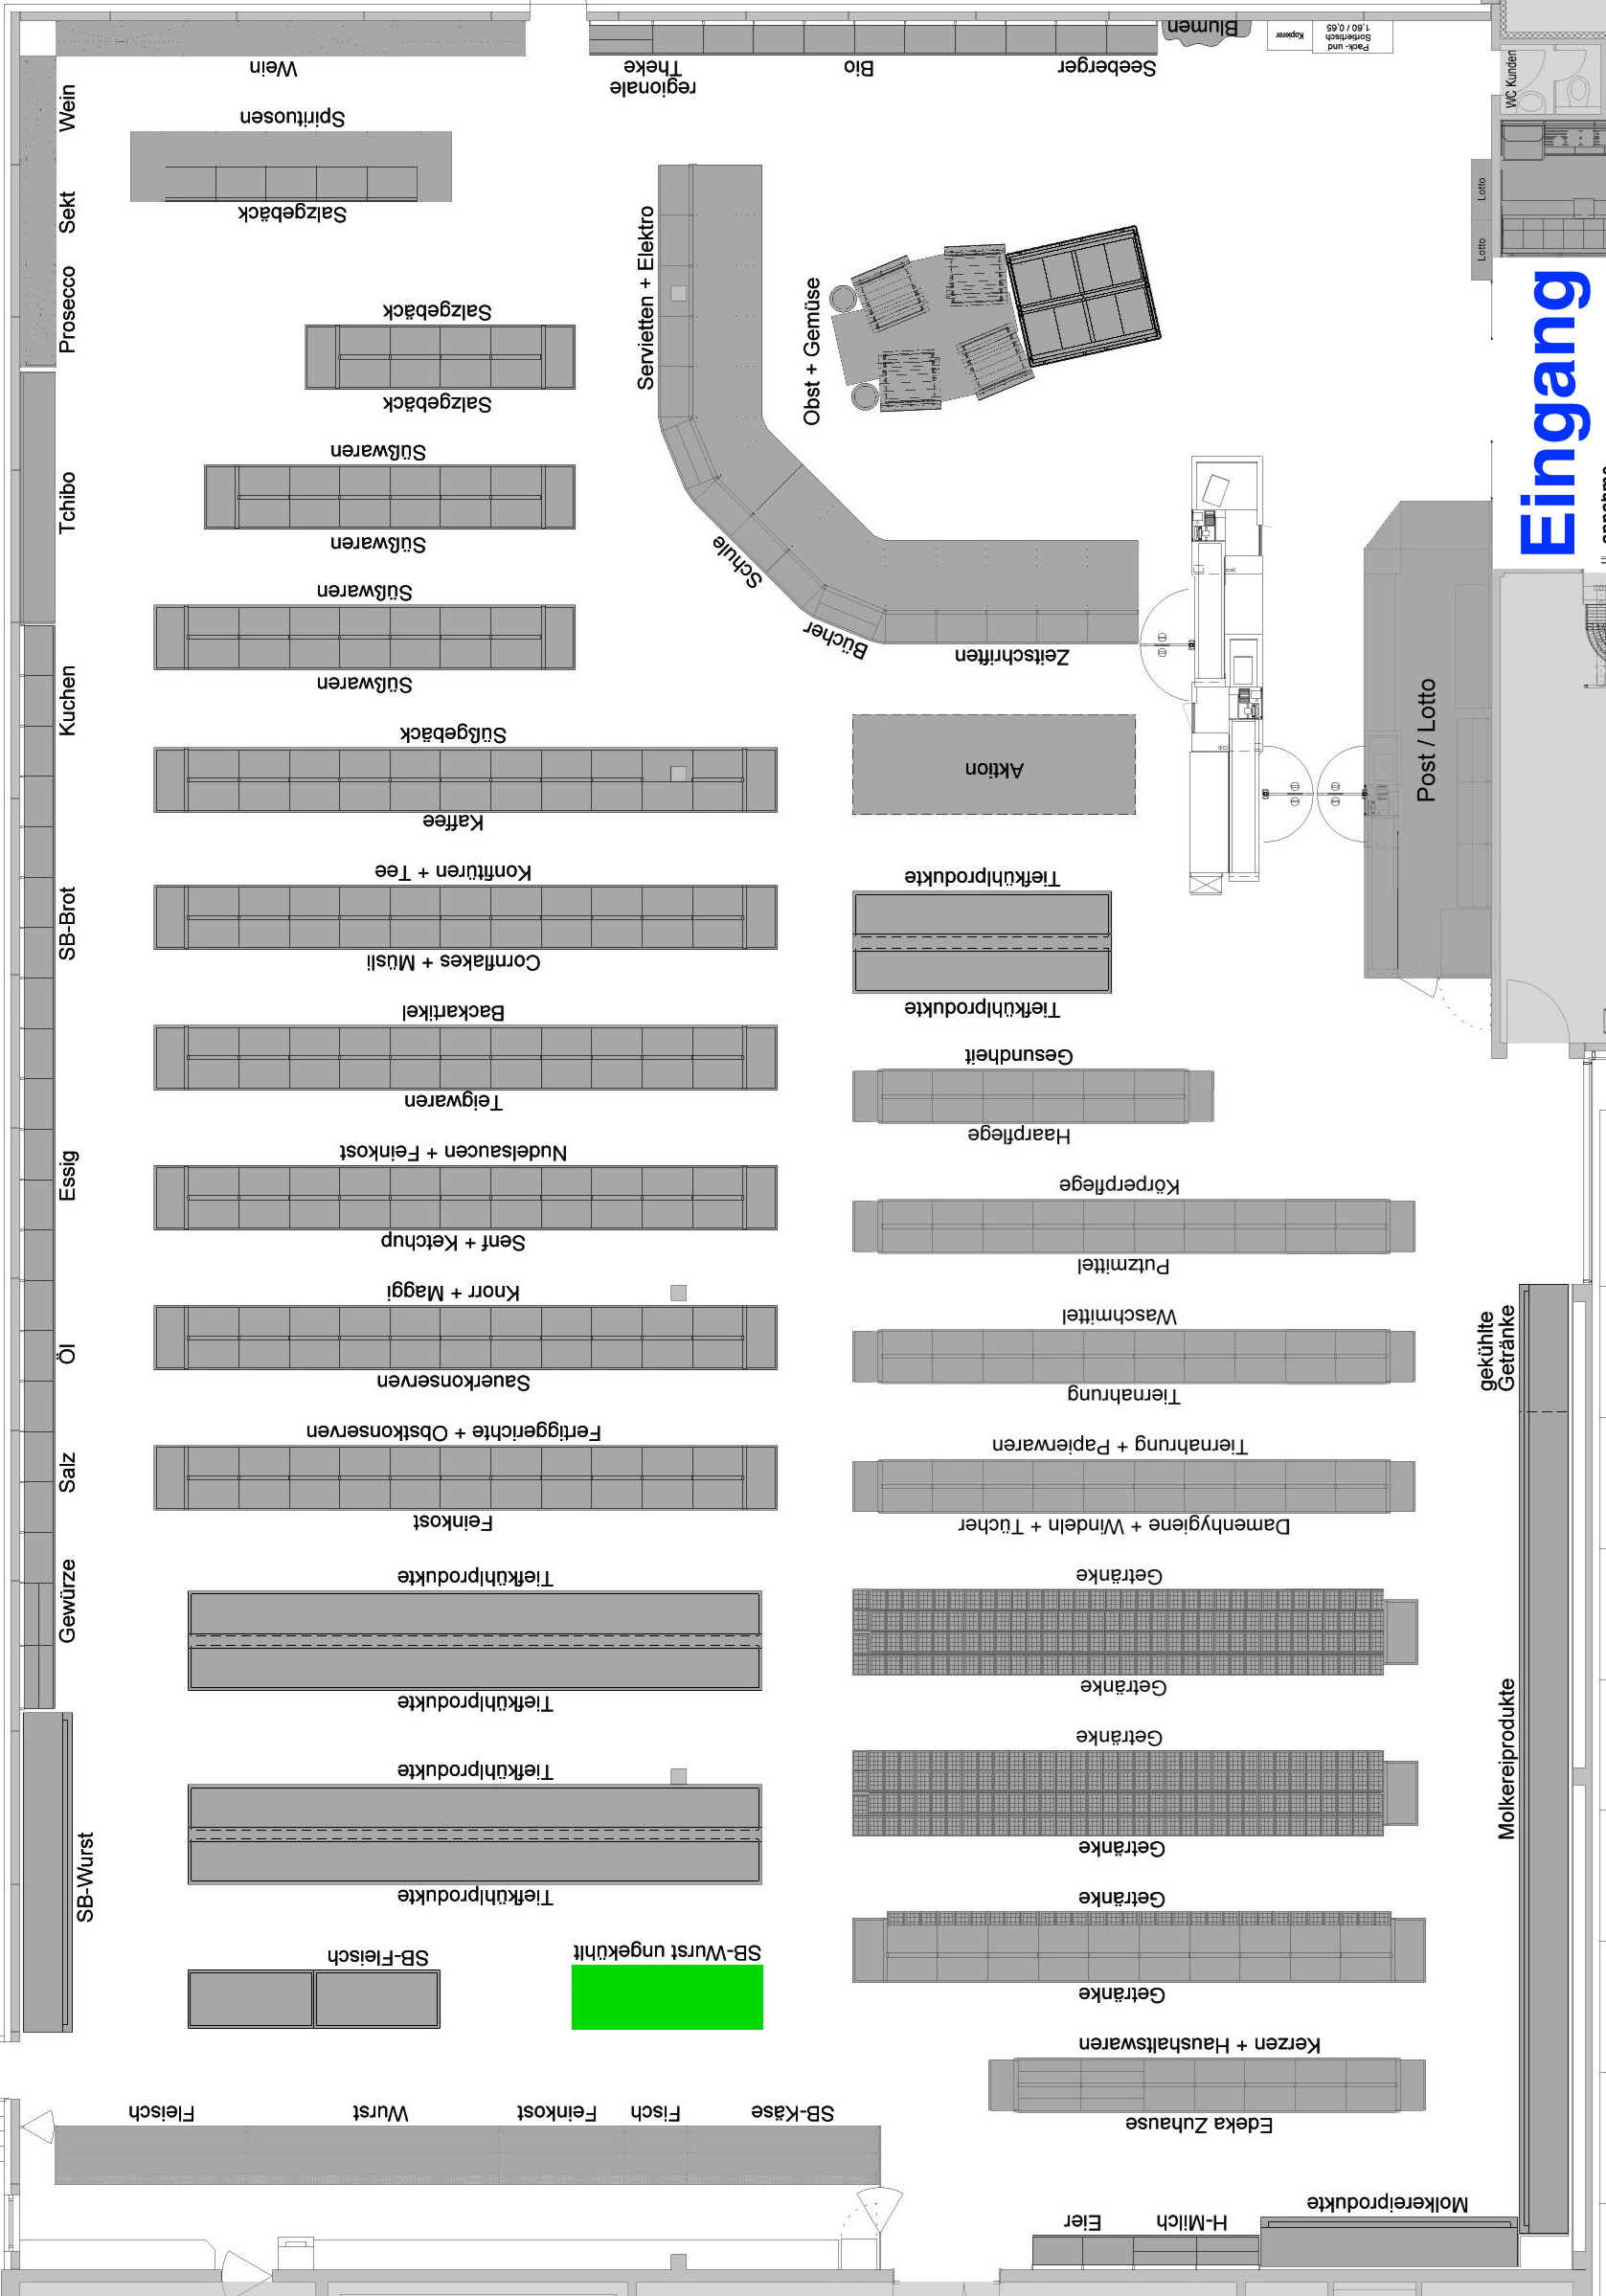 Blumen
Kopierer
Pack- und
Sortiertisch
1,60 / 0,65
WC Kunden
Wein
regionale
Theke
Bio
Seeberger
Wein
Sekt
Prosecco
Spirituosen
Salzgebäck
Lotto
Lotto
Eingang
Servietten + Elektro
Obst + Gemüse
Salzgebäck
Salzgebäck
Tchibo
Süßwaren
Süßwaren
Schule
Bücher
Zeitschriften
Süßwaren
Süßwaren
Kuchen
Süßgebäck
Kaffee
Aktion
Post / Lotto
SB-Brot
Konfitüren + Tee
Cornflakes + Müsli
Tiefkühlprodukte
Tiefkühlprodukte
Backartikel
Teigwaren
Gesundheit
Haarpflege
Essig
Nudelsaucen + Feinkost
Senf + Ketchup
Körperpflege
Putzmittel
Öl
Knorr + Maggi
Sauerkonserven
Waschmittel
Tiernahrung
gekühlte
Getränke
Salz
Fertiggerichte + Obstkonserven
Feinkost
Tiernahrung + Papierwaren
Damenhygiene + Windeln + Tücher
Gewürze
Tiefkühlprodukte
Tiefkühlprodukte
Getränke
Getränke
Molkereiprodukte
SB-Wurst
Tiefkühlprodukte
Tiefkühlprodukte
Getränke
Getränke
SB-Fleisch
SB-Wurst ungekühlt
Getränke
Getränke
Kerzen + Haushaltswaren
Edeka Zuhause
Fleisch
Wurst
Feinkost
Fisch
SB-Käse
Eier
H-Milch
Molkereiprodukte